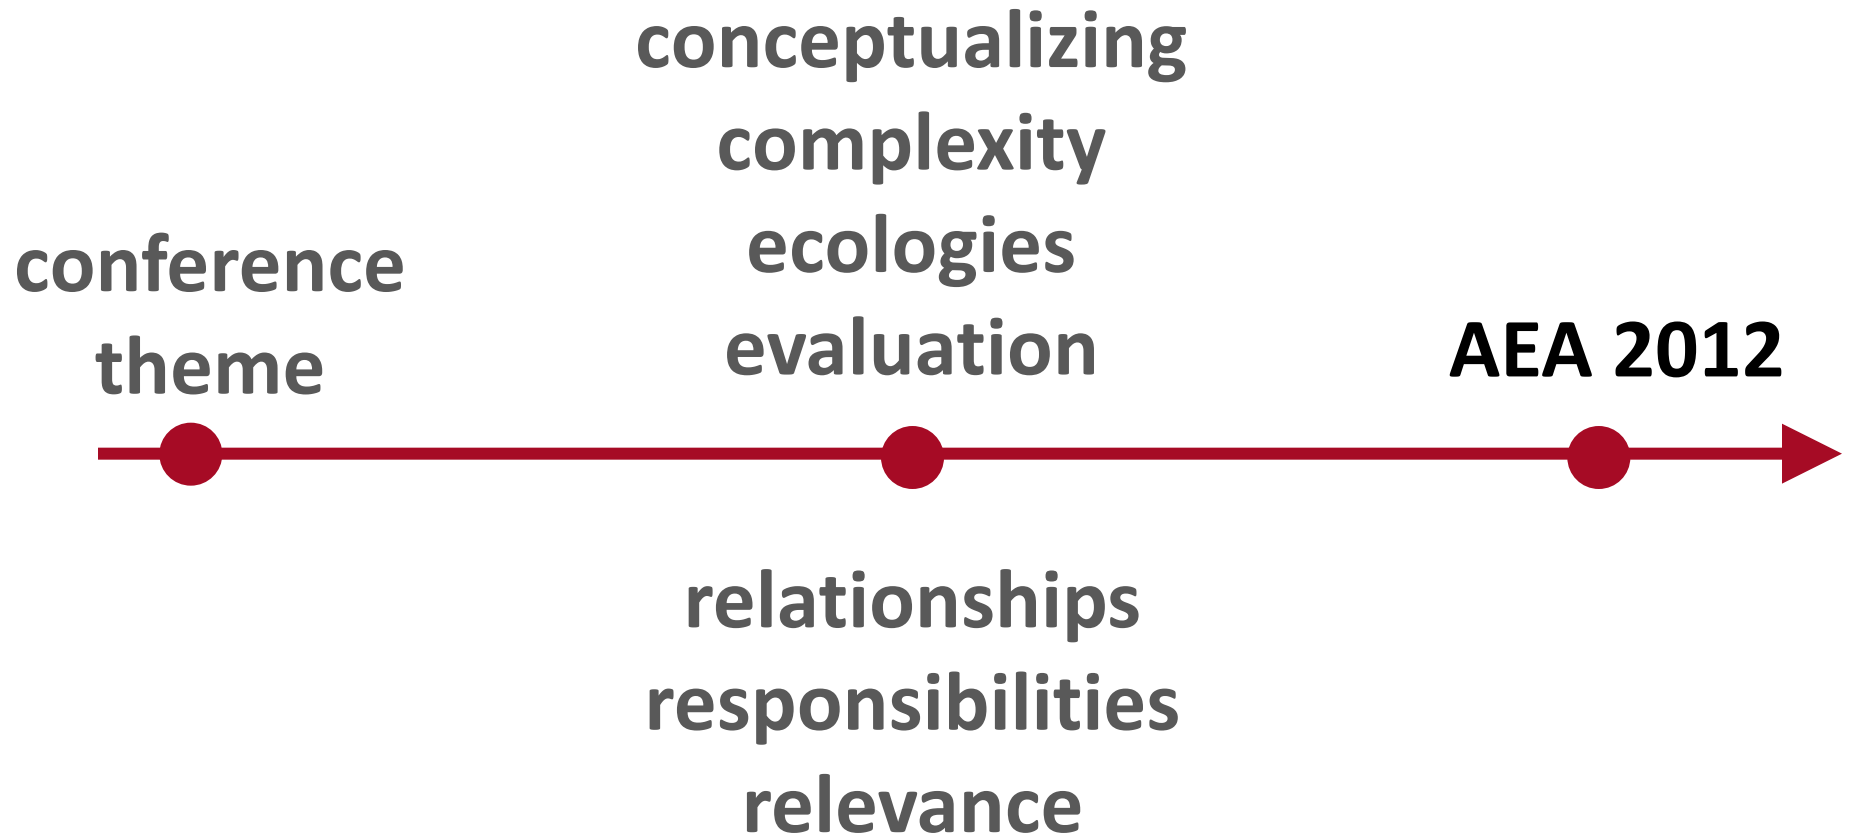 conference
theme
conceptualizing
complexity
ecologies
evaluation
AEA 2012
relationships
responsibilities
relevance